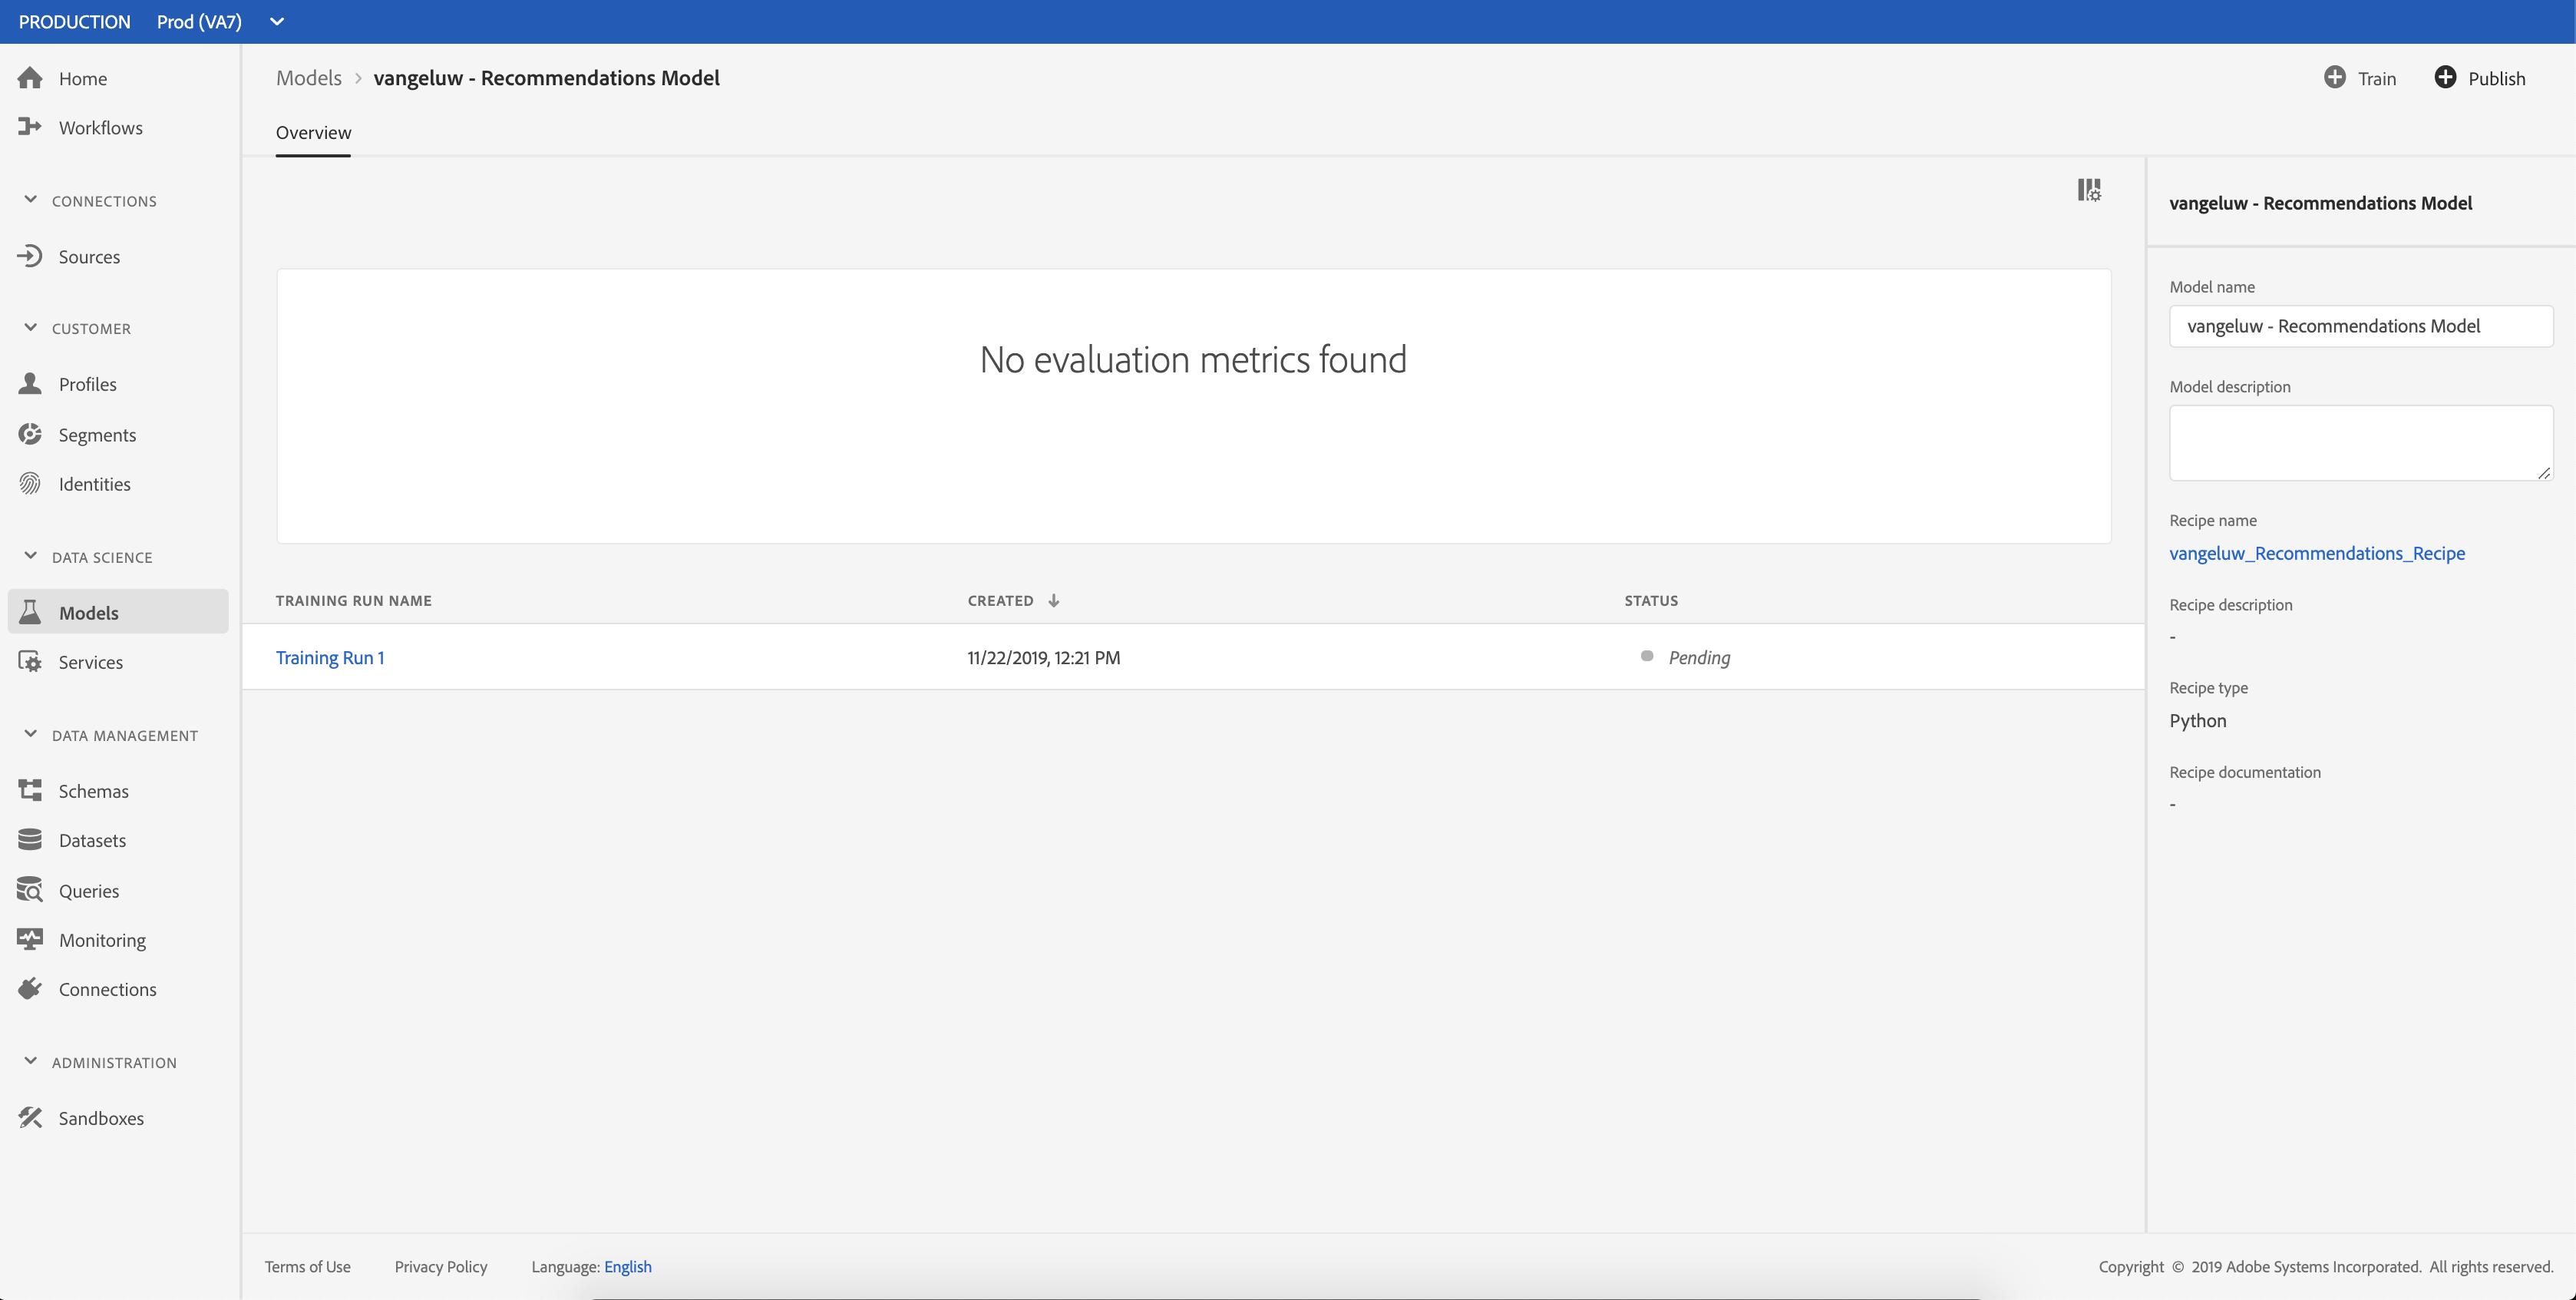 PRODUCTION Prod (VA7)
Home
Workflows
CONNECTIONS
Sources
CUSTOMER
Profiles
Segments
Identities
DATA SCIENCE
Models
Services
DATA MANAGEMENT
Schemas
Datasets
Queries
Monitoring
Connections
ADMINISTRATION
Sandboxes
Models > vangeluw - Recommendations Model
Train Publish
Overview
No evaluation metrics found
TRAINING RUN NAME CREATED STATUS
Training Run 1 11/22/2019, 12:21 PM Pending
vangeluw - Recommendations Model
Model name
vangeluw - Recommendations Model
Model description
Recipe name
vangeluw_Recommendations_Recipe
Recipe description
-
Recipe type
Python
Recipe documentation
-
Terms of Use Privacy Policy Language: English
Copyright © 2019 Adobe Systems Incorporated. All rights reserved.